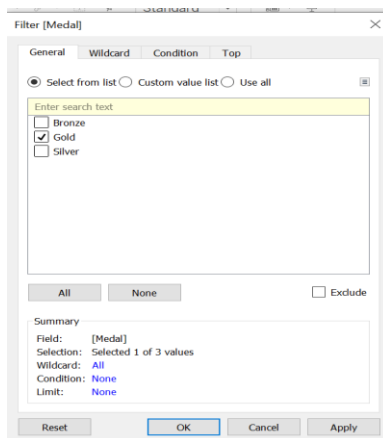 Standard
Filter [Medal]
General Wildcard Condition Top
Select from list Custom value list Use all
Enter search text
Bronze
Gold
Silver
All None Exclude
Summary
Field: [Medal]
Selection: Selected 1 of 3 values
Wildcard: All
Condition: None
Limit: None
Reset OK Cancel Apply